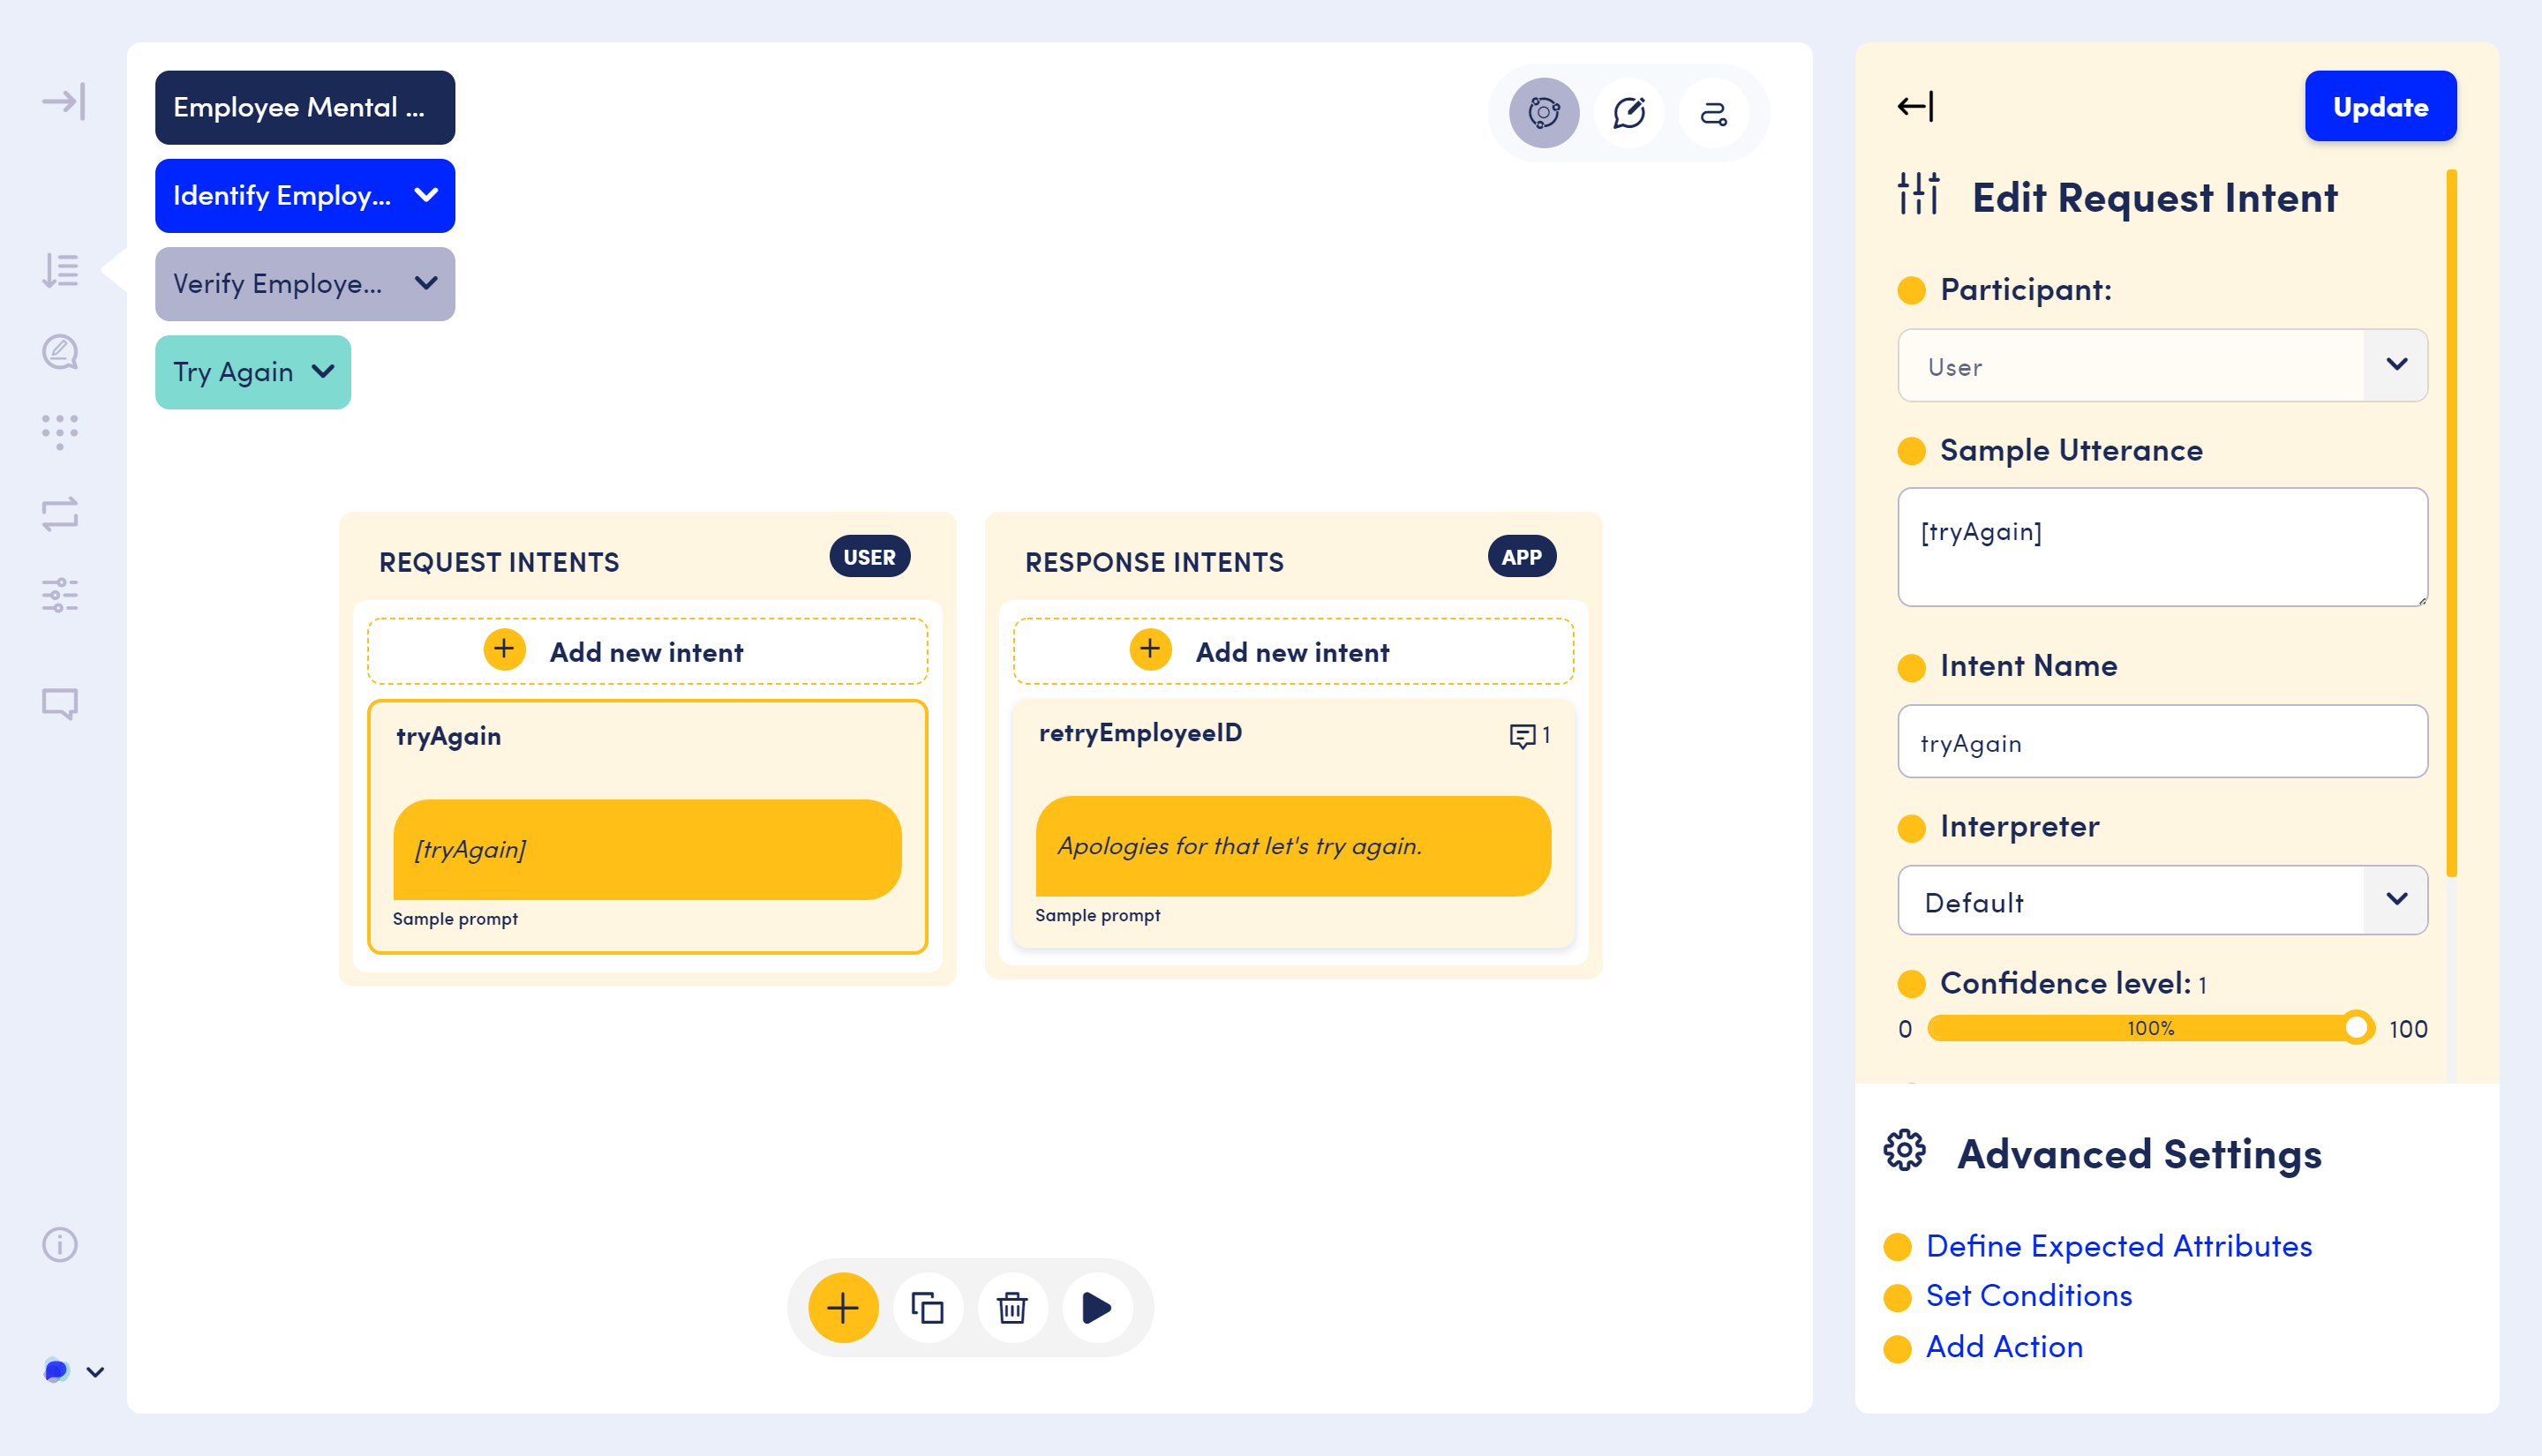 Employee Mental ...
Identify Employ...
Verify Employe...
Try Again
REQUEST INTENTS
USER
Add new intent
tryAgain
[tryAgain]
Sample prompt
RESPONSE INTENTS
APP
Add new intent
retryEmployeeID
1
Apologies for that let's try again.
Sample prompt
Update
Edit Request Intent
Participant:
User
Sample Utterance
[tryAgain]
Intent Name
tryAgain
Interpreter
Default
Confidence level: 1
0 100% 100
Advanced Settings
Define Expected Attributes
Set Conditions
Add Action